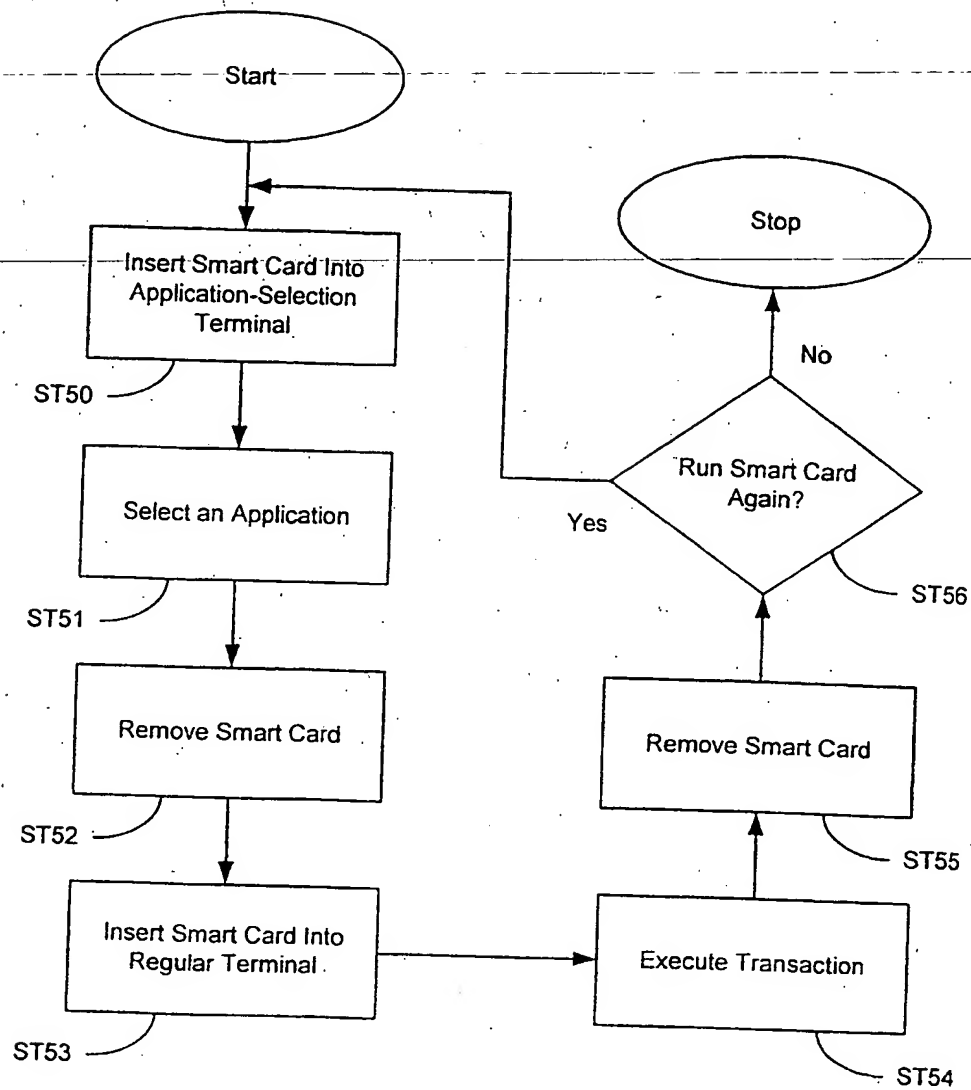 Start
Insert Smart Card Into
Application-Selection
Terminal
ST50
Select an Application
ST51
Remove Smart Card
ST52
Insert Smart Card Into
Regular Terminal
ST53
Execute Transaction
ST54
Remove Smart Card
ST55
Run Smart Card
Again?
ST56
Yes
No
Stop